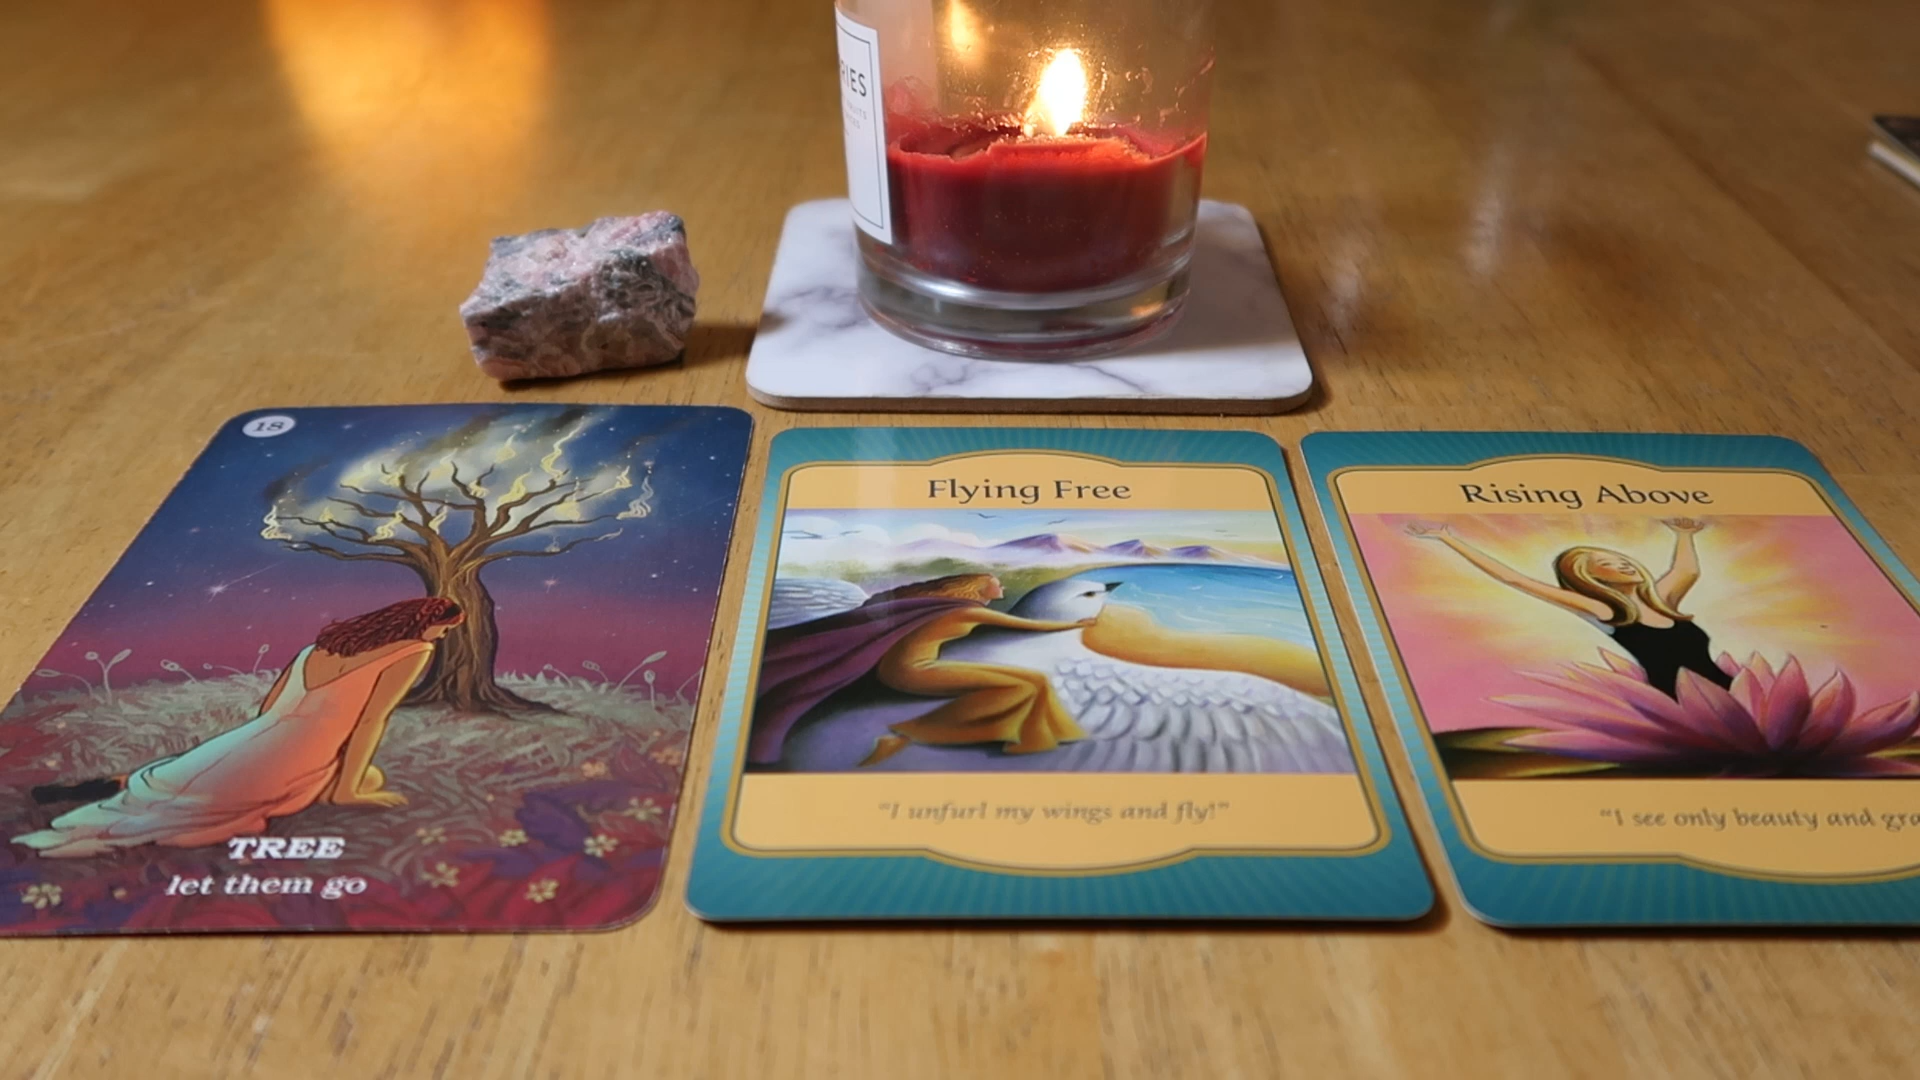 RIES
18
TREE
let them go
Flying Free
"I unfurl my wings and fly!"
Rising Above
"I see only beauty and gra